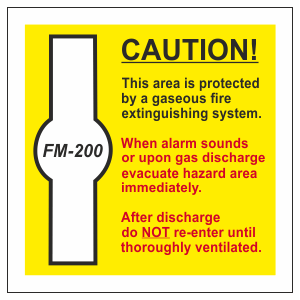 CAUTION!
This area is protected
by a gaseous fire
extinguishing system.
FM-200
When alarm sounds
or upon gas discharge
evacuate hazard area
immediately.
After discharge
do NOT re-enter until
thoroughly ventilated.